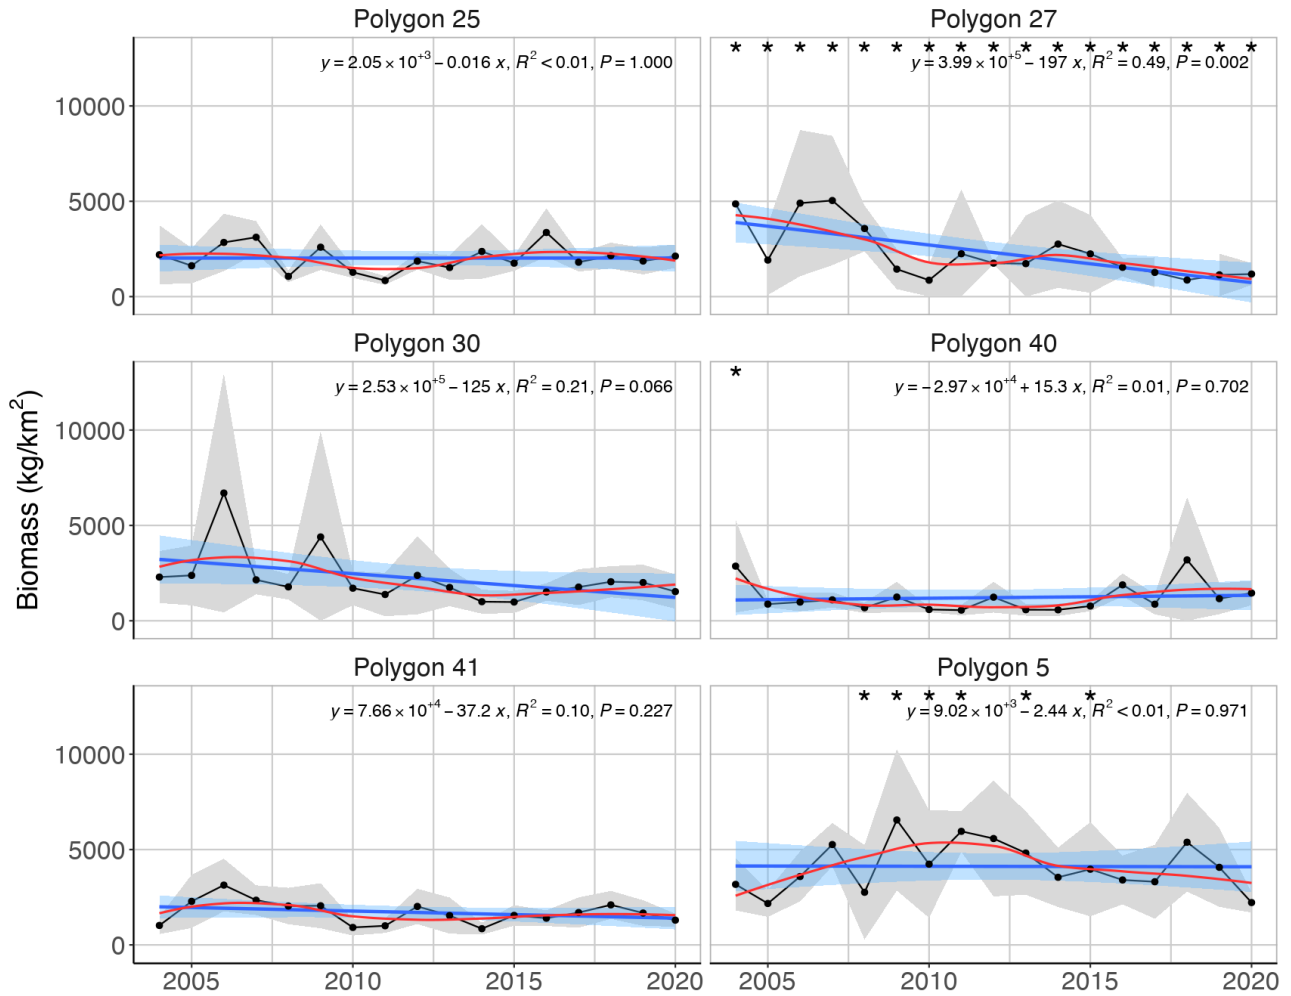 Polygon 25
Polygon 27
* * * * * * * * * * * * * * * * *
y = 2.05 × 10⁺³ − 0.016 x, R² < 0.01, P = 1.000
y = 3.99 × 10⁺⁵ − 197 x, R² = 0.49, P = 0.002
10000
5000
0
Polygon 30
Polygon 40
*
y = 2.53 × 10⁺⁵ − 125 x, R² = 0.21, P = 0.066
y = −2.97 × 10⁺⁴ + 15.3 x, R² = 0.01, P = 0.702
10000
5000
0
Biomass (kg/km²)
Polygon 41
Polygon 5
* * * * * *
y = 7.66 × 10⁺⁴ − 37.2 x, R² = 0.10, P = 0.227
y = 9.02 × 10⁺³ − 2.44 x, R² < 0.01, P = 0.971
10000
5000
0
2005 2010 2015 2020 2005 2010 2015 2020